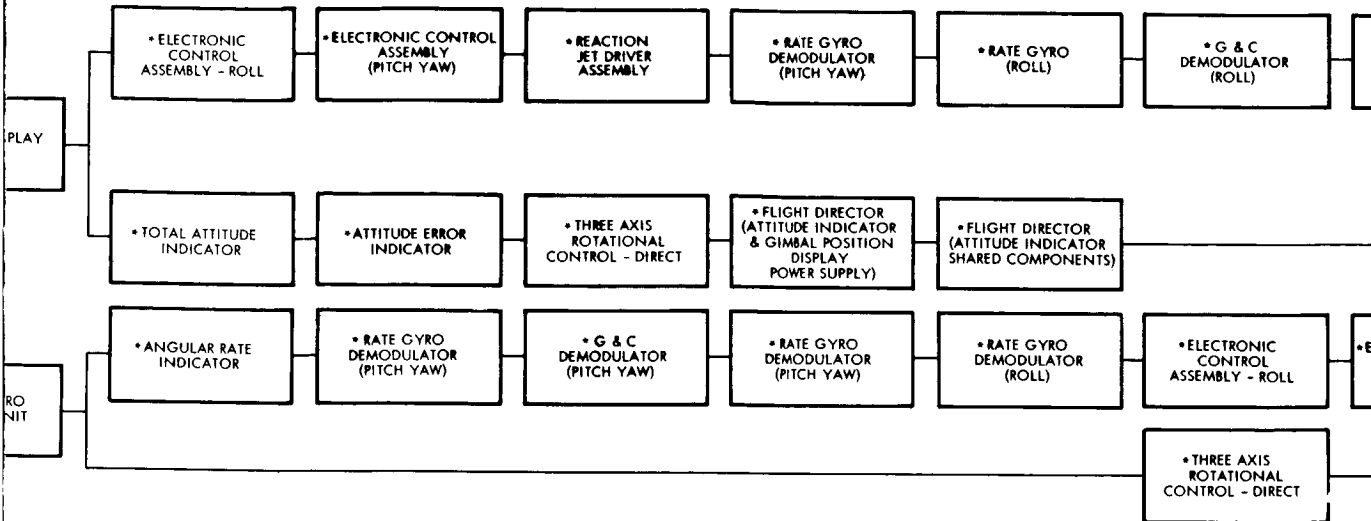 *ELECTRONIC
CONTROL
ASSEMBLY - ROLL
*ELECTRONIC CONTROL
ASSEMBLY
(PITCH YAW)
*REACTION
JET DRIVER
ASSEMBLY
*RATE GYRO
DEMODULATOR
(PITCH YAW)
*RATE GYRO
(ROLL)
*G & C
DEMODULATOR
(ROLL)
PLAY
*TOTAL ATTITUDE
INDICATOR
*ATTITUDE ERROR
INDICATOR
*THREE AXIS
ROTATIONAL
CONTROL - DIRECT
*FLIGHT DIRECTOR
(ATTITUDE INDICATOR
& GIMBAL POSITION
DISPLAY
POWER SUPPLY)
*FLIGHT DIRECTOR
(ATTITUDE INDICATOR
SHARED COMPONENTS)
*ANGULAR RATE
INDICATOR
*RATE GYRO
DEMODULATOR
(PITCH YAW)
*G & C
DEMODULATOR
(PITCH YAW)
*RATE GYRO
DEMODULATOR
(PITCH YAW)
*RATE GYRO
DEMODULATOR
(ROLL)
*ELECTRONIC
CONTROL
ASSEMBLY - ROLL
*E
RO
NIT
*THREE AXIS
ROTATIONAL
CONTROL - DIRECT